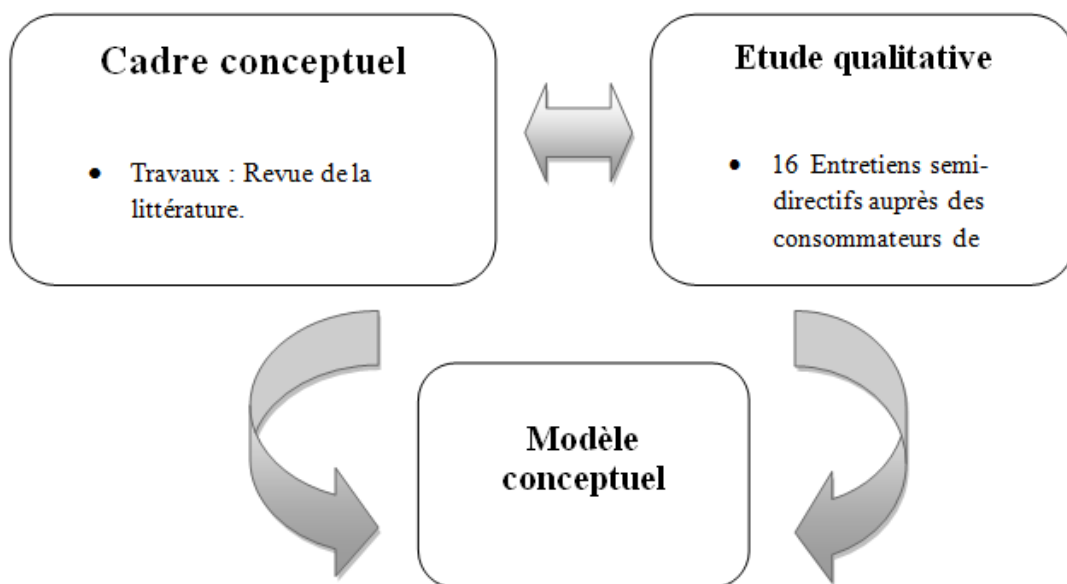 Cadre conceptuel
• Travaux : Revue de la
littérature.
Etude qualitative
• 16 Entretiens semi-
directifs auprès des
consommateurs de
Modèle
conceptuel